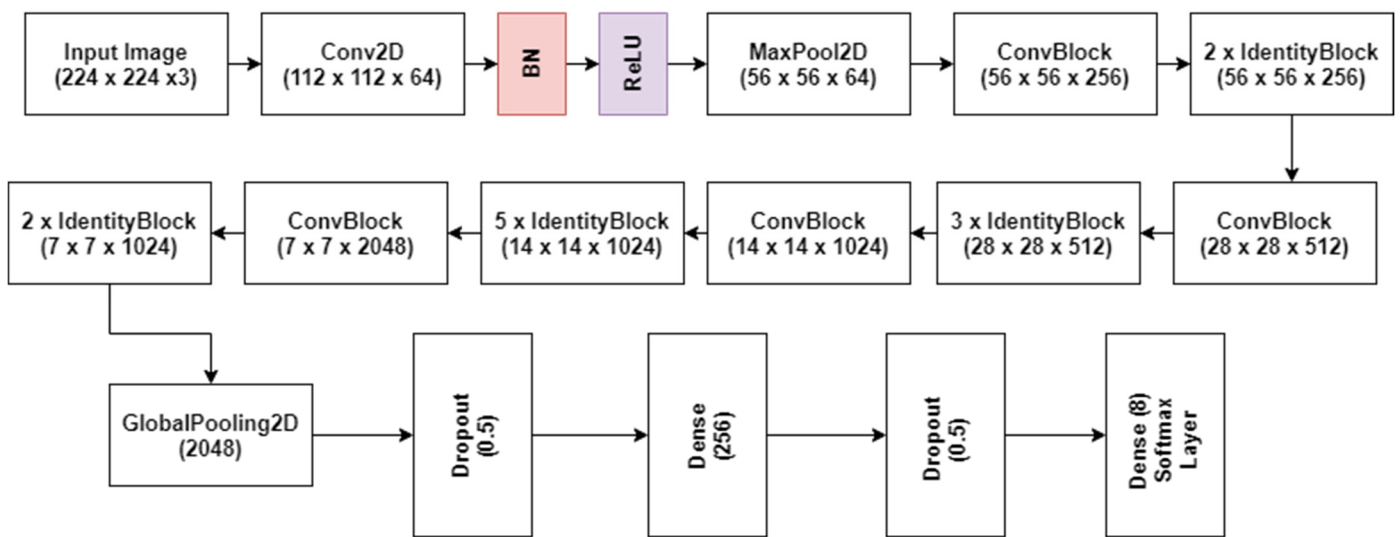 Input Image
(224 x 224 x3)
Conv2D
(112 x 112 x 64)
BN
ReLU
MaxPool2D
(56 x 56 x 64)
ConvBlock
(56 x 56 x 256)
2 x IdentityBlock
(56 x 56 x 256)
ConvBlock
(28 x 28 x 512)
3 x IdentityBlock
(28 x 28 x 512)
ConvBlock
(14 x 14 x 1024)
5 x IdentityBlock
(14 x 14 x 1024)
ConvBlock
(7 x 7 x 2048)
2 x IdentityBlock
(7 x 7 x 1024)
GlobalPooling2D
(2048)
Dropout
(0.5)
Dense
(256)
Dropout
(0.5)
Dense (8)
Softmax
Layer